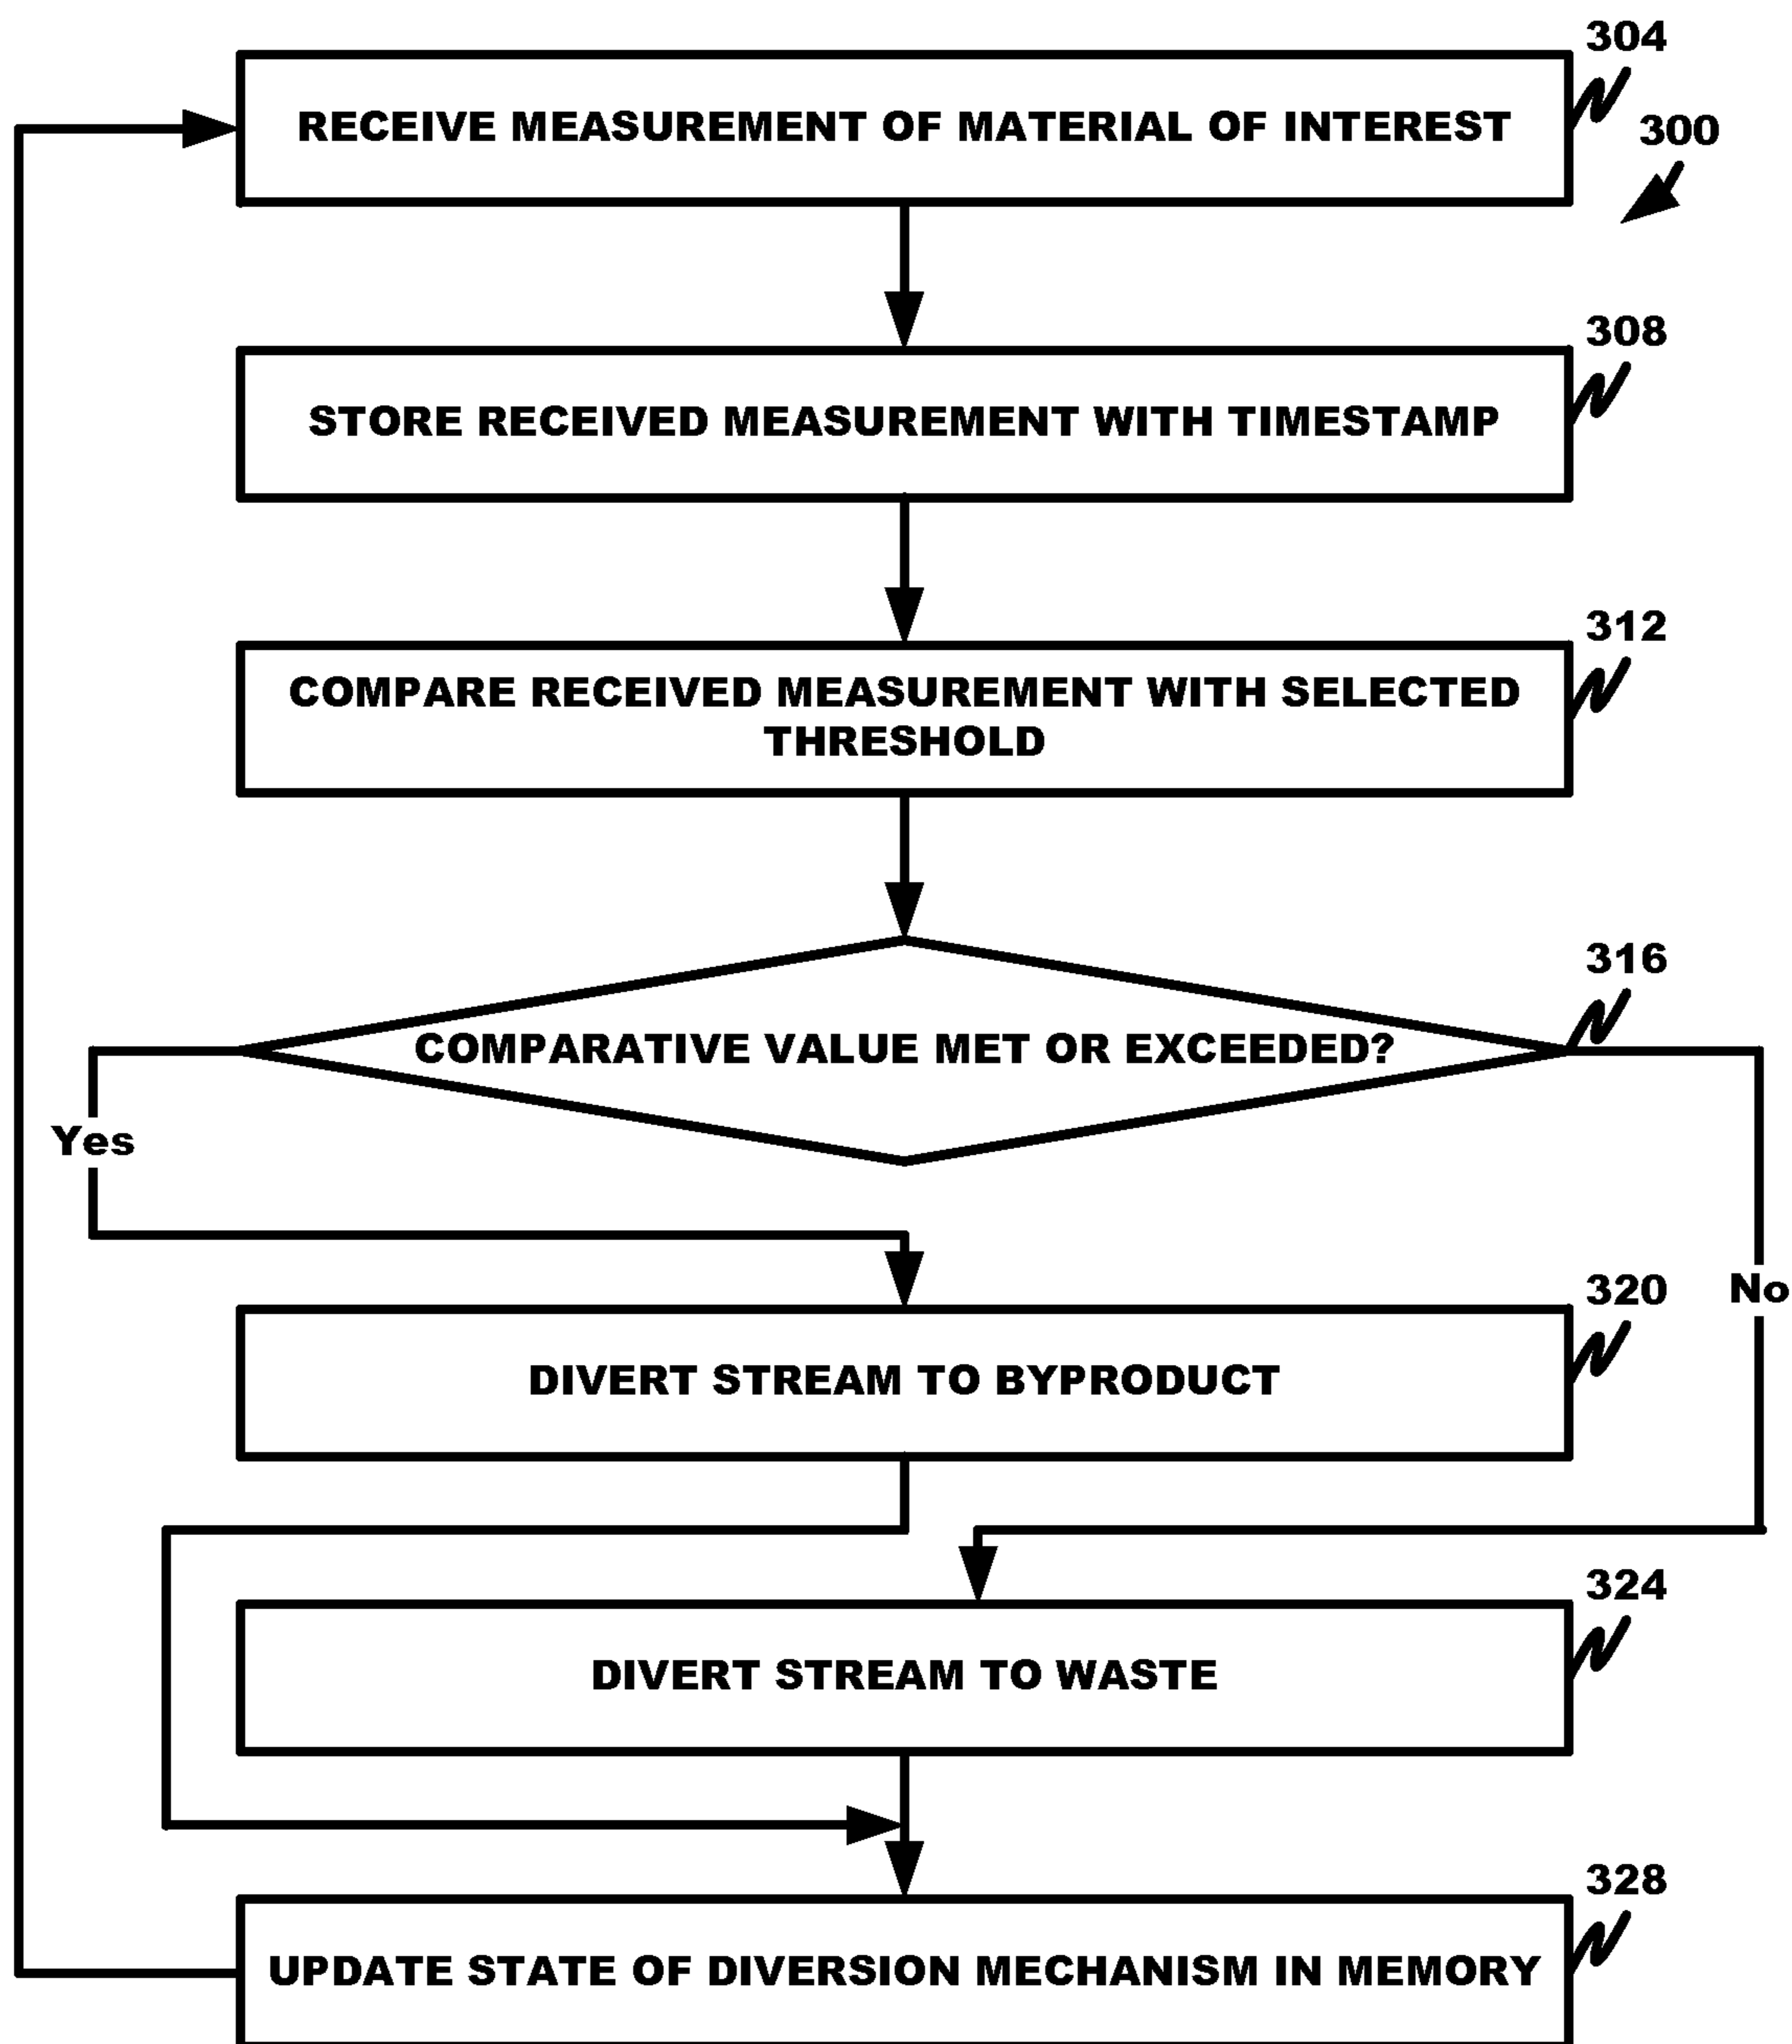 304
RECEIVE MEASUREMENT OF MATERIAL OF INTEREST
300
308
STORE RECEIVED MEASUREMENT WITH TIMESTAMP
312
COMPARE RECEIVED MEASUREMENT WITH SELECTED
THRESHOLD
316
COMPARATIVE VALUE MET OR EXCEEDED?
Yes
320
No
DIVERT STREAM TO BYPRODUCT
324
DIVERT STREAM TO WASTE
328
UPDATE STATE OF DIVERSION MECHANISM IN MEMORY